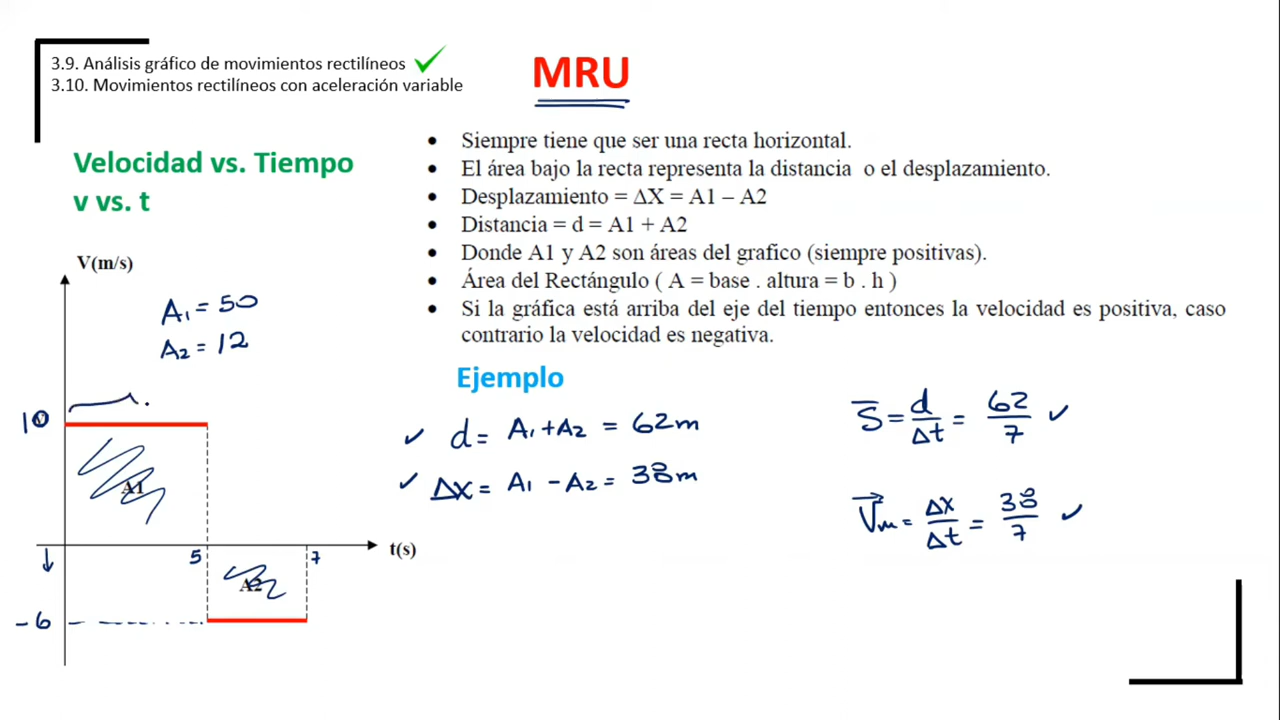 3.9. Análisis gráfico de movimientos rectilíneos
3.10. Movimientos rectilíneos con aceleración variable
MRU
Velocidad vs. Tiempo
v vs. t
• Siempre tiene que ser una recta horizontal.
• El área bajo la recta representa la distancia o el desplazamiento.
• Desplazamiento = ΔX = A1 – A2
• Distancia = d = A1 + A2
• Donde A1 y A2 son áreas del grafico (siempre positivas).
• Área del Rectángulo ( A = base . altura = b . h )
• Si la gráfica está arriba del eje del tiempo entonces la velocidad es positiva, caso
contrario la velocidad es negativa.
V(m/s)
A₁ = 50
A₂ = 12
10
A1
5
7
t(s)
A2
-6
Ejemplo
d = A₁+A₂ = 62m
Δx = A₁ - A₂ = 38m
S̅ = d/Δt = 62/7
V⃗m = Δx/Δt = 38/7